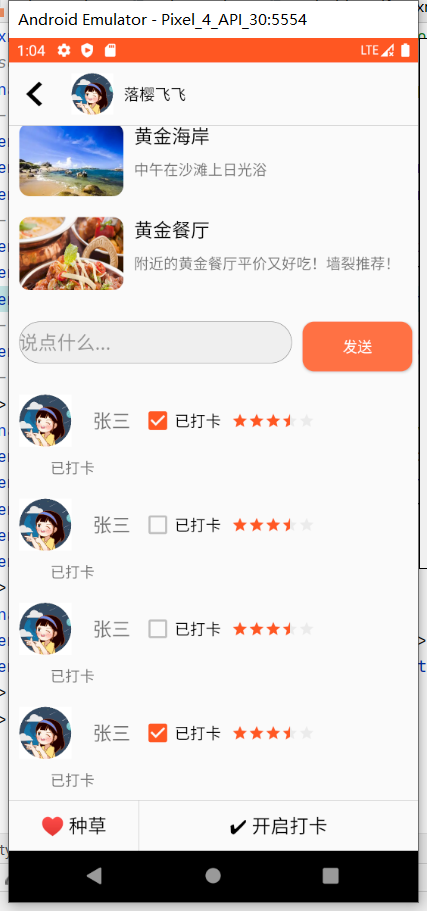 Android Emulator - Pixel_4_API_30:5554
1:04 LTE
落樱飞飞
黄金海岸
中午在沙滩上日光浴
黄金餐厅
附近的黄金餐厅平价又好吃！墙裂推荐！
说点什么...
发送
张三 已打卡
已打卡
张三 已打卡
已打卡
张三 已打卡
已打卡
张三 已打卡
已打卡
种草 开启打卡